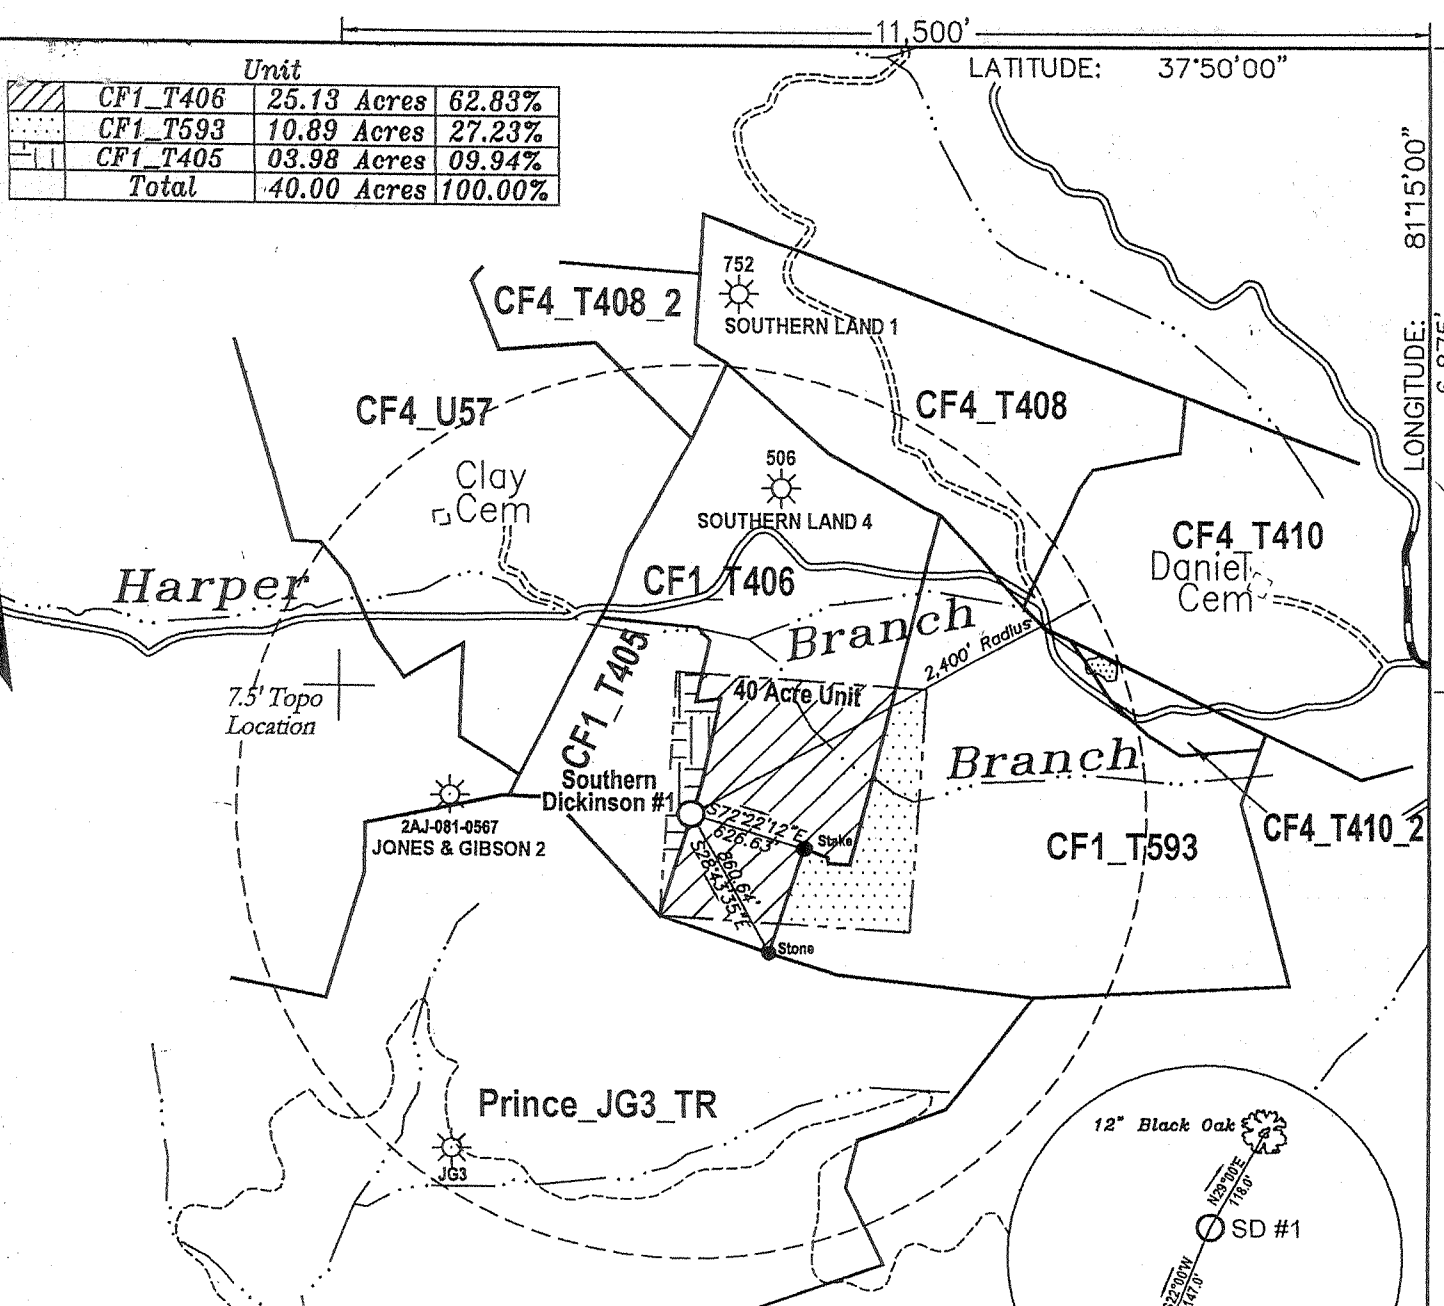 11,500'
LATITUDE: 37°50'00"
81°15'00"
LONGITUDE:
Unit
CF1_T406 25.13 Acres 62.83%
CF1_T593 10.89 Acres 27.23%
CF1_T405 03.98 Acres 09.94%
Total 40.00 Acres 100.00%
752
SOUTHERN LAND 1
CF4_T408_2
CF4_U57
CF4_T408
Clay
Cem
506
SOUTHERN LAND 4
CF4_T410
Daniel
Cem
Harper
CF1_T406
Branch
2,400' Radius
CF1_T405
7.5' Topo
Location
40 Acre Unit
Branch
Southern
Dickinson #1
S72°22'12"E
626.63'
Stake
2AJ-081-0567
JONES & GIBSON 2
860.64'
S28°43'35"E
Stone
CF1_T593
CF4_T410_2
Prince_JG3_TR
JG3
12" Black Oak
N29°00'E
118.0'
SD #1
S22°00'W
147.0'